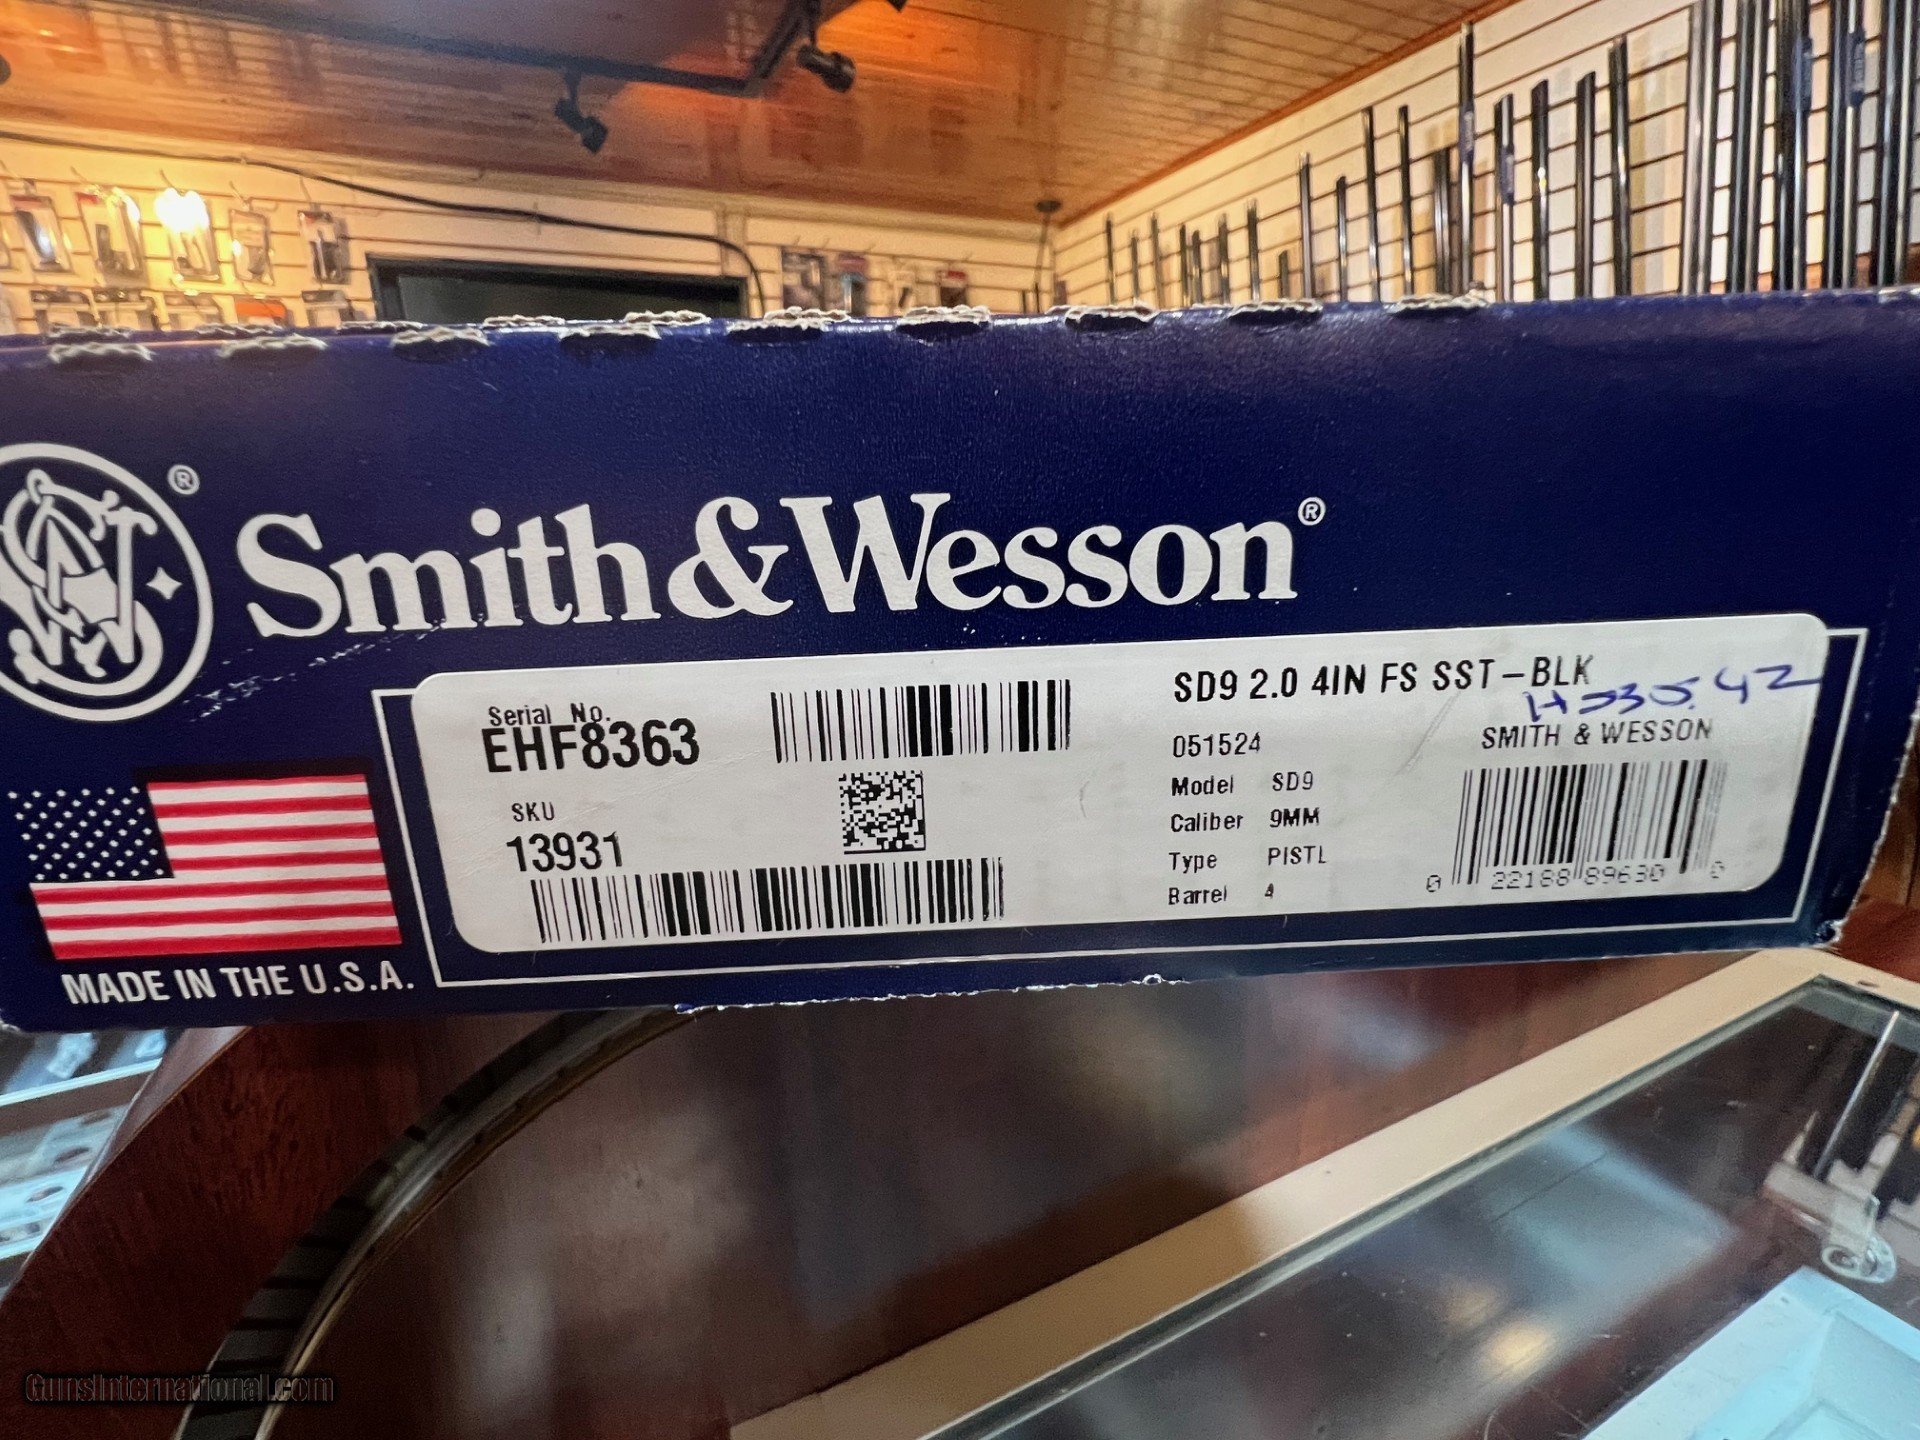 Smith & Wesson®
®
Serial No.
EHF8363
SKU
13931
SD9 2.0 4IN FS SST-BLK
051524
SMITH & WESSON
Model SD9
Caliber 9MM
Type PISTL
Barrel 4
0 22188 89630 0
MADE IN THE U.S.A.
GunsInternational.com